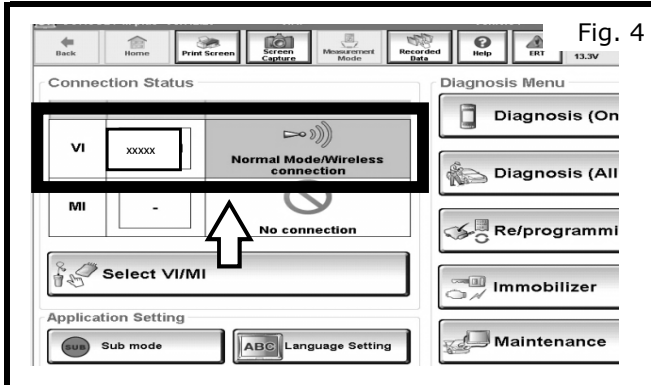 Fig. 4
Back
Home
Print Screen
Screen Capture
Measurement Mode
Recorded Data
Help
ERT
13.3V
Connection Status
Diagnosis Menu
VI
xxxxx
Normal Mode/Wireless
connection
MI
-
No connection
Select VI/MI
Application Setting
SUB
Sub mode
ABC
Language Setting
Diagnosis (On
Diagnosis (All
Re/programmi
Immobilizer
Maintenance